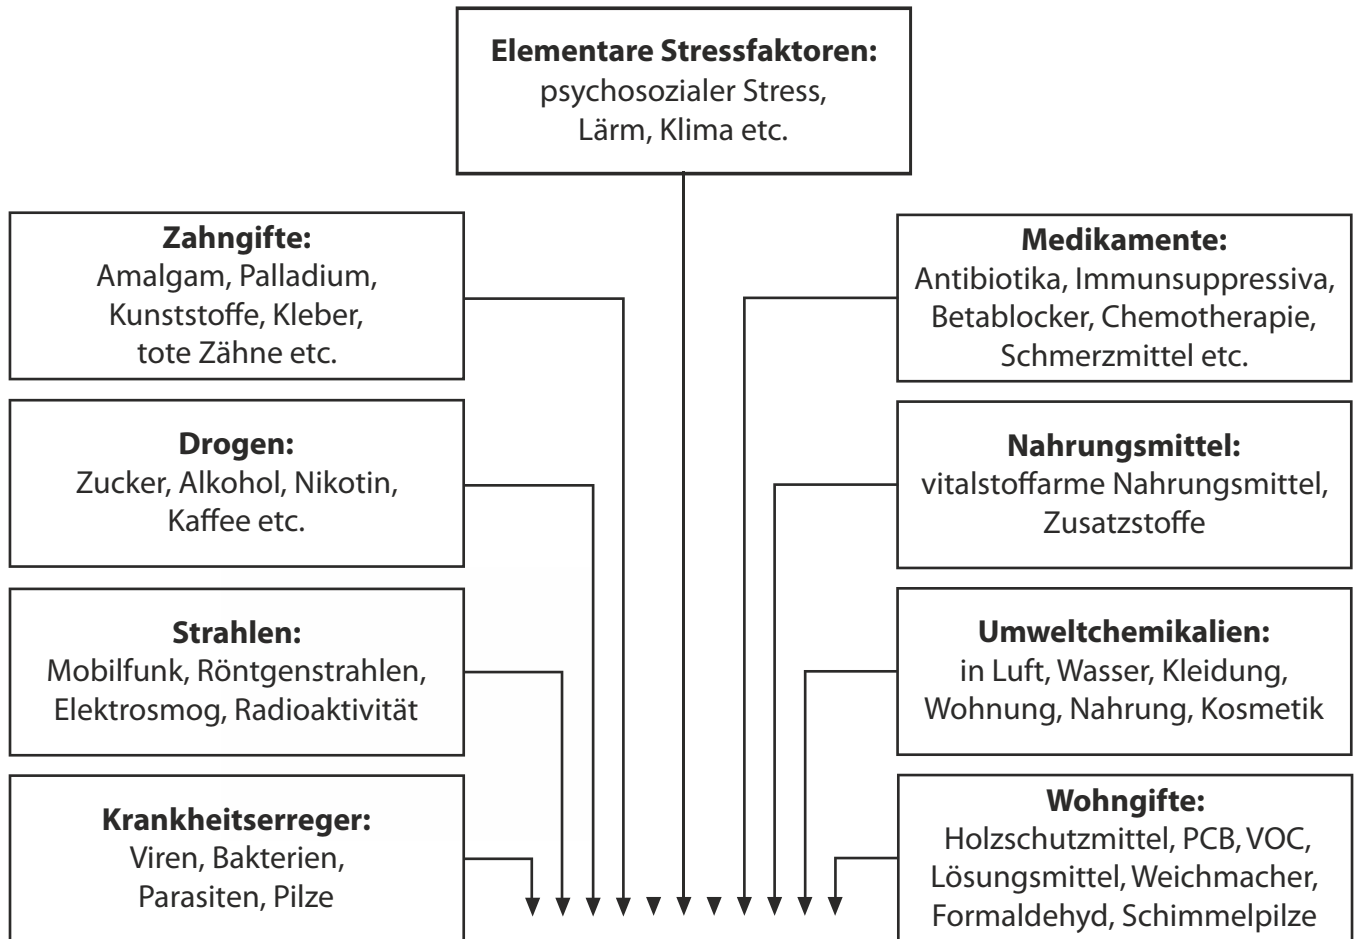 Elementare Stressfaktoren:
psychosozialer Stress,
Lärm, Klima etc.
Zahngifte:
Amalgam, Palladium,
Kunststoffe, Kleber,
tote Zähne etc.
Medikamente:
Antibiotika, Immunsuppressiva,
Betablocker, Chemotherapie,
Schmerzmittel etc.
Drogen:
Zucker, Alkohol, Nikotin,
Kaffee etc.
Nahrungsmittel:
vitalstoffarme Nahrungsmittel,
Zusatzstoffe
Strahlen:
Mobilfunk, Röntgenstrahlen,
Elektrosmog, Radioaktivität
Umweltchemikalien:
in Luft, Wasser, Kleidung,
Wohnung, Nahrung, Kosmetik
Krankheitserreger:
Viren, Bakterien,
Parasiten, Pilze
Wohngifte:
Holzschutzmittel, PCB, VOC,
Lösungsmittel, Weichmacher,
Formaldehyd, Schimmelpilze